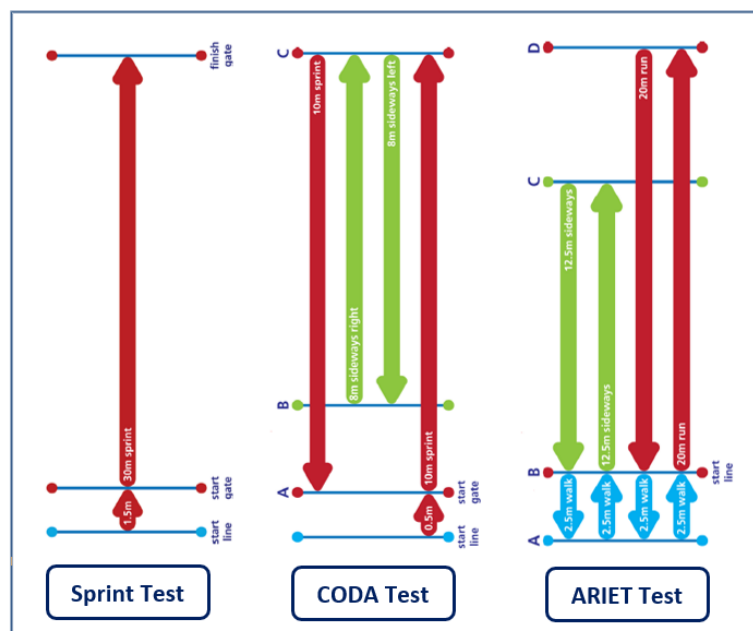 finish
gate
30m sprint
start
gate
1.5m
start
line
Sprint Test
C
10m sprint
8m sideways right
8m sideways left
10m sprint
B
A
start
gate
0.5m
start
line
CODA Test
D
20m run
C
12.5m sideways
12.5m sideways
20m run
B
start
line
2.5m walk
2.5m walk
2.5m walk
2.5m walk
A
ARIET Test